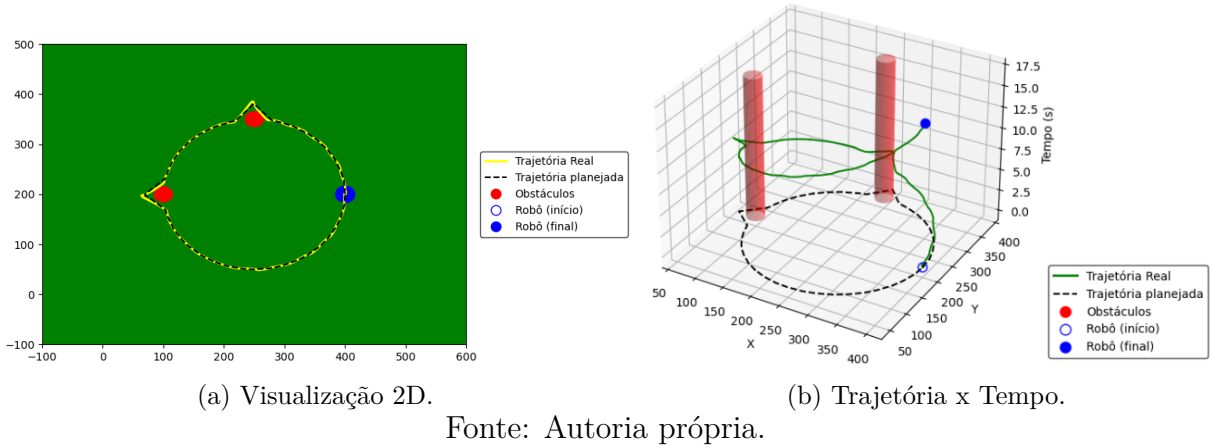 500
400
300
200
100
0
−100
−100 0 100 200 300 400 500 600
Trajetória Real
Trajetória planejada
Obstáculos
Robô (início)
Robô (final)
(a) Visualização 2D.
17.5
15.0
12.5
10.0
7.5
5.0
2.5
0.0
Tempo (s)
400
350
300
250
200
150
100
50
Y
50 100 150 200 250 300 350 400
X
Trajetória Real
Trajetória planejada
Obstáculos
Robô (início)
Robô (final)
(b) Trajetória x Tempo.
Fonte: Autoria própria.